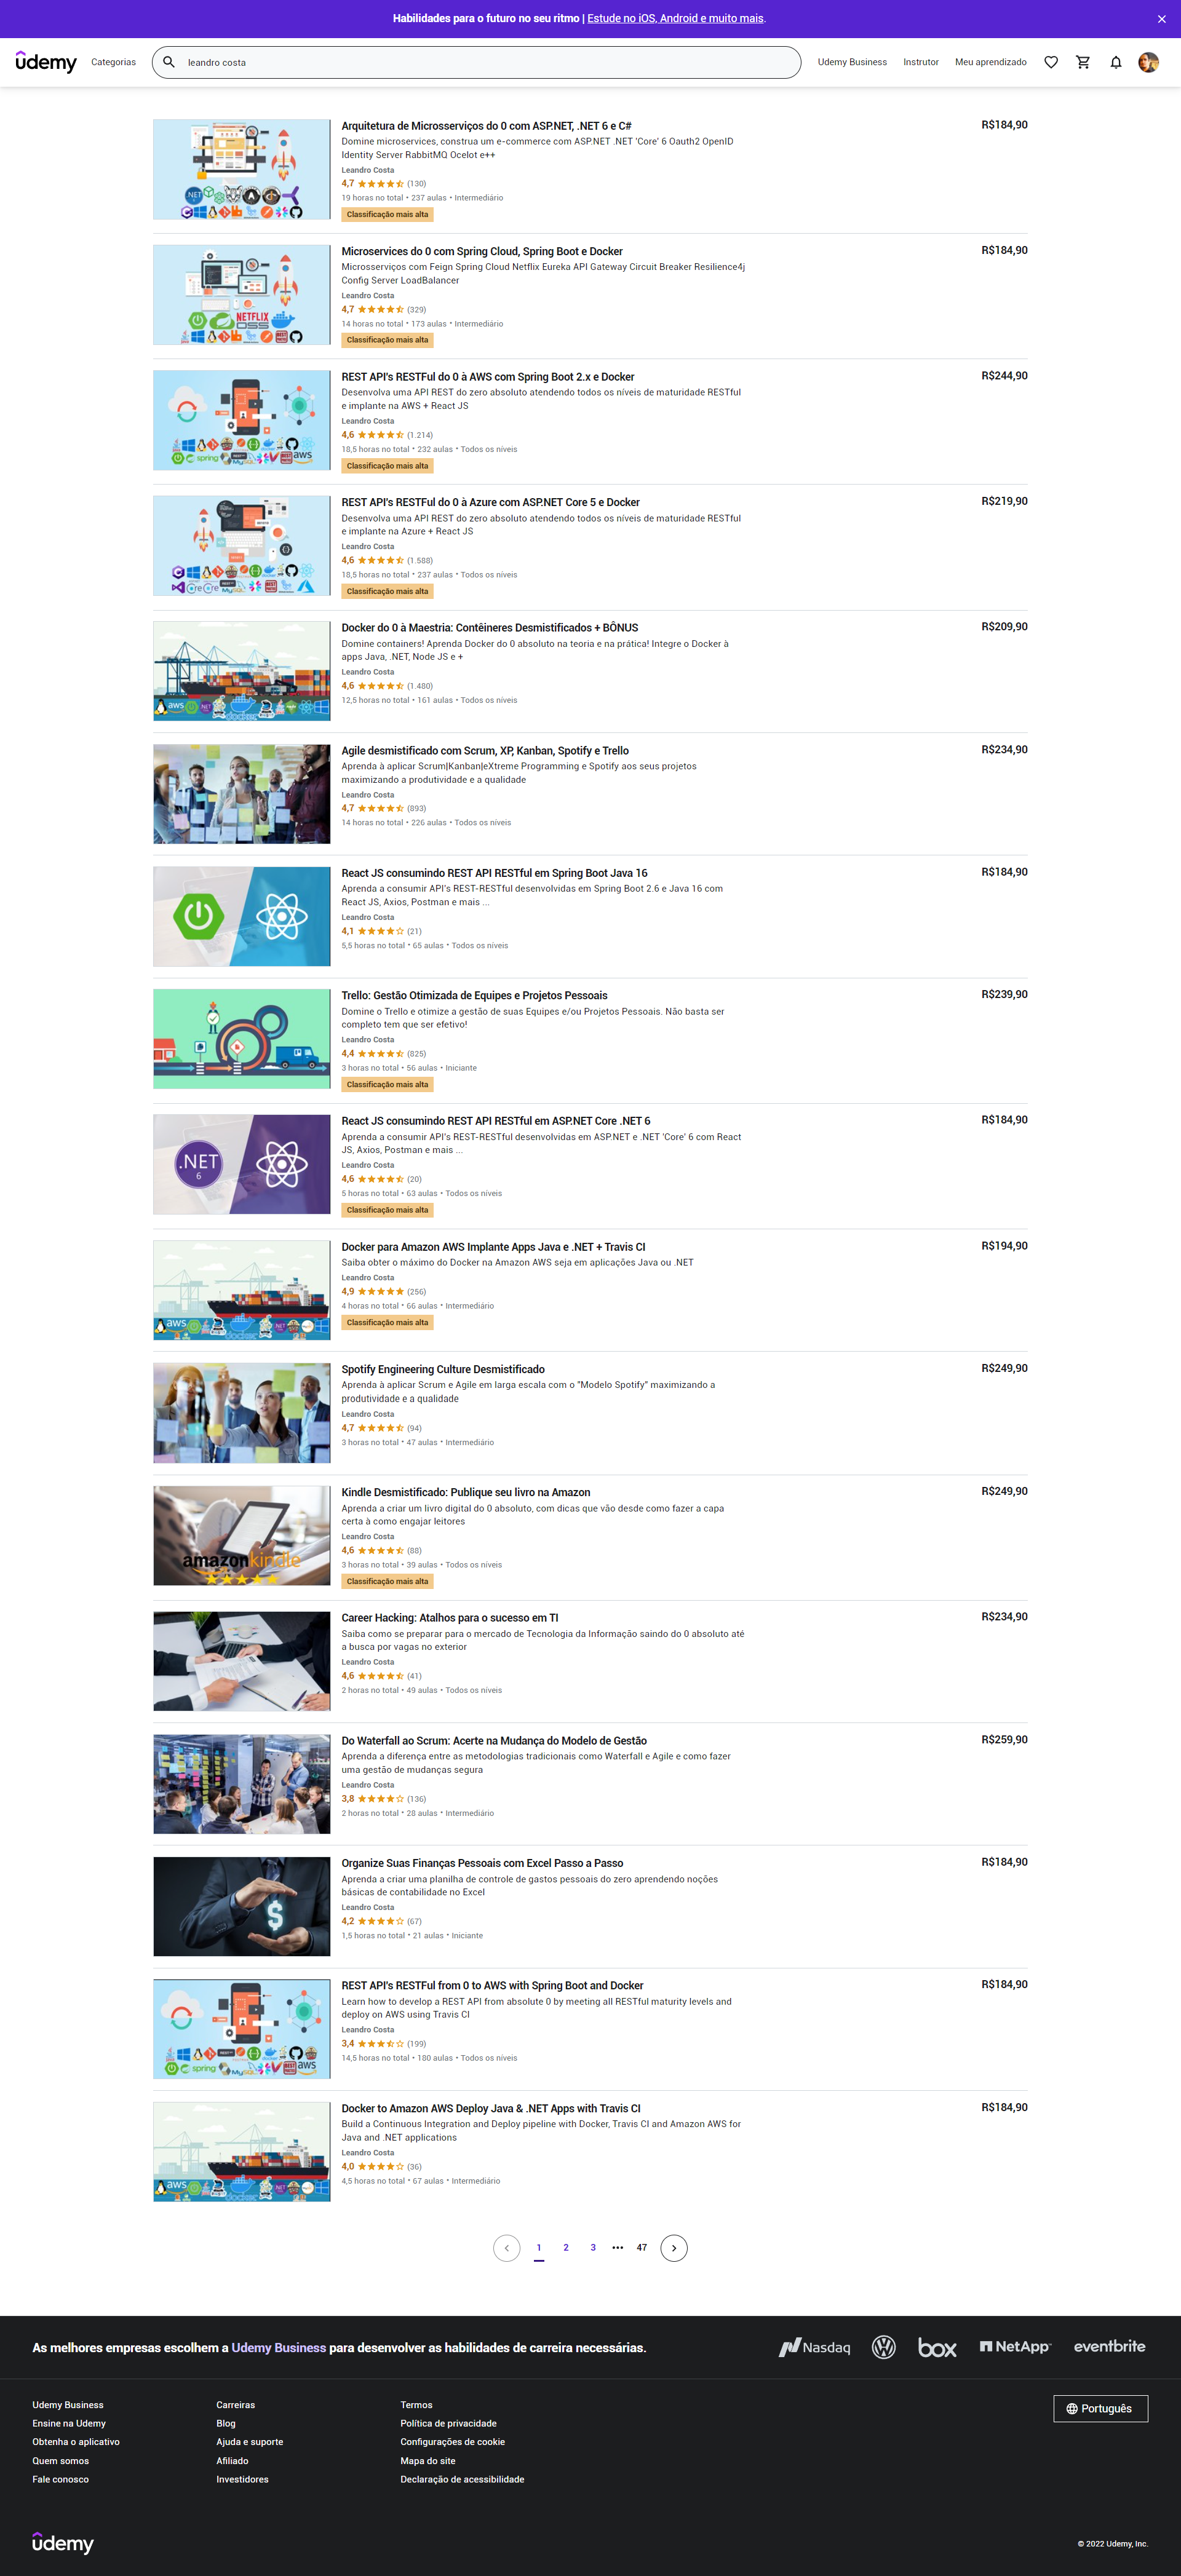 Habilidades para o futuro no seu ritmo | Estude no iOS, Android e muito mais.
udemy
Categorias
leandro costa
Udemy Business
Instrutor
Meu aprendizado
Arquitetura de Microsserviços do 0 com ASP.NET, .NET 6 e C#
R$184,90
Domine microservices, construa um e-commerce com ASP.NET .NET 'Core' 6 Oauth2 OpenID
Identity Server RabbitMQ Ocelot e++
Leandro Costa
4,7 (130)
19 horas no total • 237 aulas • Intermediário
Classificação mais alta
Microservices do 0 com Spring Cloud, Spring Boot e Docker
R$184,90
Microsserviços com Feign Spring Cloud Netflix Eureka API Gateway Circuit Breaker Resilience4j
Config Server LoadBalancer
Leandro Costa
4,7 (329)
14 horas no total • 173 aulas • Intermediário
Classificação mais alta
NETFLIX
OSS
REST API's RESTFul do 0 à AWS com Spring Boot 2.x e Docker
R$244,90
Desenvolva uma API REST do zero absoluto atendendo todos os níveis de maturidade RESTful
e implante na AWS + React JS
Leandro Costa
4,6 (1.214)
18,5 horas no total • 232 aulas • Todos os níveis
Classificação mais alta
spring
MySQL
aws
REST API's RESTFul do 0 à Azure com ASP.NET Core 5 e Docker
R$219,90
Desenvolva uma API REST do zero absoluto atendendo todos os níveis de maturidade RESTful
e implante na Azure + React JS
Leandro Costa
4,6 (1.588)
18,5 horas no total • 237 aulas • Todos os níveis
Classificação mais alta
MySQL
Docker do 0 à Maestria: Contêineres Desmistificados + BÔNUS
R$209,90
Domine containers! Aprenda Docker do 0 absoluto na teoria e na prática! Integre o Docker à
apps Java, .NET, Node JS e +
Leandro Costa
4,6 (1.480)
12,5 horas no total • 161 aulas • Todos os níveis
aws
docker
Agile desmistificado com Scrum, XP, Kanban, Spotify e Trello
R$234,90
Aprenda à aplicar Scrum|Kanban|eXtreme Programming e Spotify aos seus projetos
maximizando a produtividade e a qualidade
Leandro Costa
4,7 (893)
14 horas no total • 226 aulas • Todos os níveis
React JS consumindo REST API RESTful em Spring Boot Java 16
R$184,90
Aprenda a consumir API's REST-RESTful desenvolvidas em Spring Boot 2.6 e Java 16 com
React JS, Axios, Postman e mais ...
Leandro Costa
4,1 (21)
5,5 horas no total • 65 aulas • Todos os níveis
Trello: Gestão Otimizada de Equipes e Projetos Pessoais
R$239,90
Domine o Trello e otimize a gestão de suas Equipes e/ou Projetos Pessoais. Não basta ser
completo tem que ser efetivo!
Leandro Costa
4,4 (825)
3 horas no total • 56 aulas • Iniciante
Classificação mais alta
React JS consumindo REST API RESTful em ASP.NET Core .NET 6
R$184,90
Aprenda a consumir API's REST-RESTful desenvolvidas em ASP.NET e .NET 'Core' 6 com React
JS, Axios, Postman e mais ...
Leandro Costa
4,6 (20)
5 horas no total • 63 aulas • Todos os níveis
Classificação mais alta
.NET
6
Docker para Amazon AWS Implante Apps Java e .NET + Travis CI
R$194,90
Saiba obter o máximo do Docker na Amazon AWS seja em aplicações Java ou .NET
Leandro Costa
4,9 (256)
4 horas no total • 66 aulas • Intermediário
Classificação mais alta
aws
docker
Spotify Engineering Culture Desmistificado
R$249,90
Aprenda à aplicar Scrum e Agile em larga escala com o "Modelo Spotify" maximizando a
produtividade e a qualidade
Leandro Costa
4,7 (94)
3 horas no total • 47 aulas • Intermediário
Kindle Desmistificado: Publique seu livro na Amazon
R$249,90
Aprenda a criar um livro digital do 0 absoluto, com dicas que vão desde como fazer a capa
certa à como engajar leitores
Leandro Costa
4,6 (88)
3 horas no total • 39 aulas • Todos os níveis
Classificação mais alta
amazonkindle
Career Hacking: Atalhos para o sucesso em TI
R$234,90
Saiba como se preparar para o mercado de Tecnologia da Informação saindo do 0 absoluto até
a busca por vagas no exterior
Leandro Costa
4,6 (41)
2 horas no total • 49 aulas • Todos os níveis
Do Waterfall ao Scrum: Acerte na Mudança do Modelo de Gestão
R$259,90
Aprenda a diferença entre as metodologias tradicionais como Waterfall e Agile e como fazer
uma gestão de mudanças segura
Leandro Costa
3,8 (136)
2 horas no total • 28 aulas • Intermediário
Organize Suas Finanças Pessoais com Excel Passo a Passo
R$184,90
Aprenda a criar uma planilha de controle de gastos pessoais do zero aprendendo noções
básicas de contabilidade no Excel
Leandro Costa
4,2 (67)
1,5 horas no total • 21 aulas • Iniciante
$
REST API's RESTFul from 0 to AWS with Spring Boot and Docker
R$184,90
Learn how to develop a REST API from absolute 0 by meeting all RESTful maturity levels and
deploy on AWS using Travis CI
Leandro Costa
3,4 (199)
14,5 horas no total • 180 aulas • Todos os níveis
spring
MySQL
aws
Docker to Amazon AWS Deploy Java & .NET Apps with Travis CI
R$184,90
Build a Continuous Integration and Deploy pipeline with Docker, Travis CI and Amazon AWS for
Java and .NET applications
Leandro Costa
4,0 (36)
4,5 horas no total • 67 aulas • Intermediário
aws
docker
1 2 3 ••• 47
As melhores empresas escolhem a Udemy Business para desenvolver as habilidades de carreira necessárias.
Nasdaq
box
NetApp
eventbrite
Udemy Business
Ensine na Udemy
Obtenha o aplicativo
Quem somos
Fale conosco
Carreiras
Blog
Ajuda e suporte
Afiliado
Investidores
Termos
Política de privacidade
Configurações de cookie
Mapa do site
Declaração de acessibilidade
Português
udemy
© 2022 Udemy, Inc.